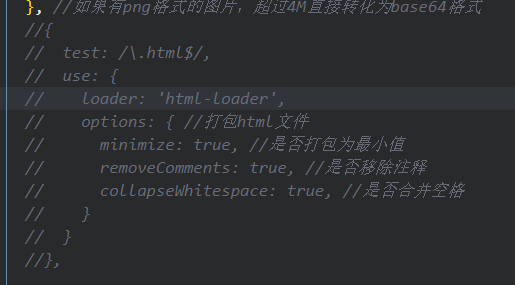 }, //如果有png格式的图片，超过4M直接转化为base64格式
//{
//  test: /\.html$/,
//  use: {
//    loader: 'html-loader',
//    options: { //打包html文件
//      minimize: true, //是否打包为最小值
//      removeComments: true, //是否移除注释
//      collapseWhitespace: true, //是否合并空格
//    }
//  }
//},